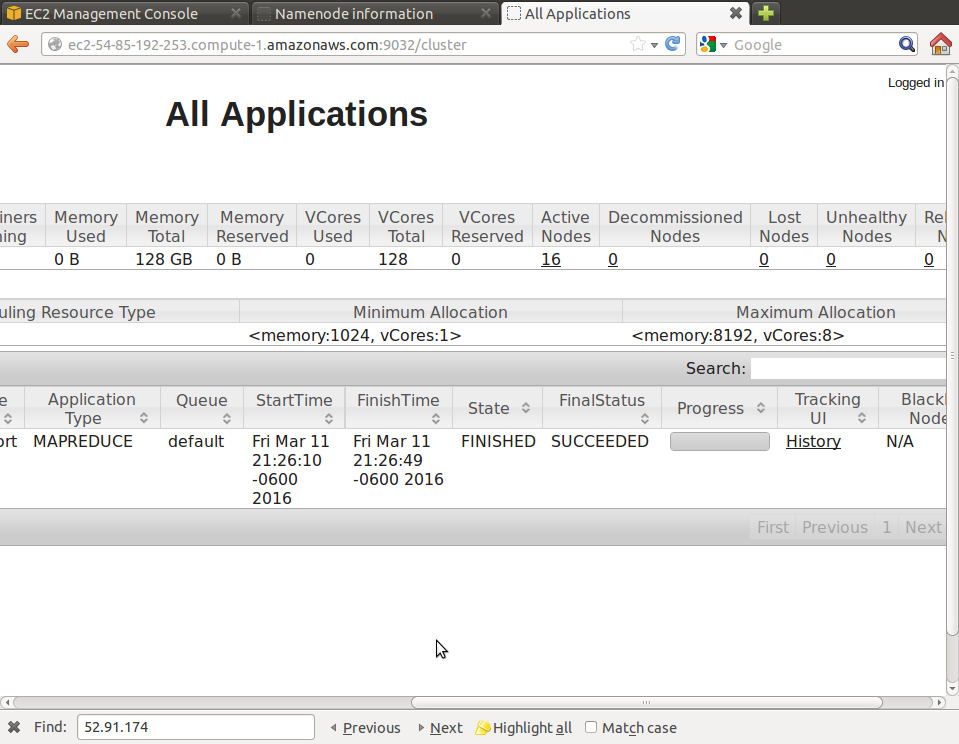 EC2 Management Console Namenode information All Applications
ec2-54-85-192-253.compute-1.amazonaws.com:9032/cluster Google
Logged in
All Applications
iners Memory Memory Memory VCores VCores VCores Active Decommissioned Lost Unhealthy Re
ing Used Total Reserved Used Total Reserved Nodes Nodes Nodes Nodes N
0 B 128 GB 0 B 0 128 0 16 0 0 0 0
uling Resource Type Minimum Allocation Maximum Allocation
<memory:1024, vCores:1> <memory:8192, vCores:8>
Search:
e Application Queue StartTime FinishTime State FinalStatus Progress Tracking Blackl
Type UI Node
ort MAPREDUCE default Fri Mar 11 Fri Mar 11 FINISHED SUCCEEDED History N/A
21:26:10 21:26:49
-0600 -0600 2016
2016
First Previous 1 Next
Find: 52.91.174 Previous Next Highlight all Match case